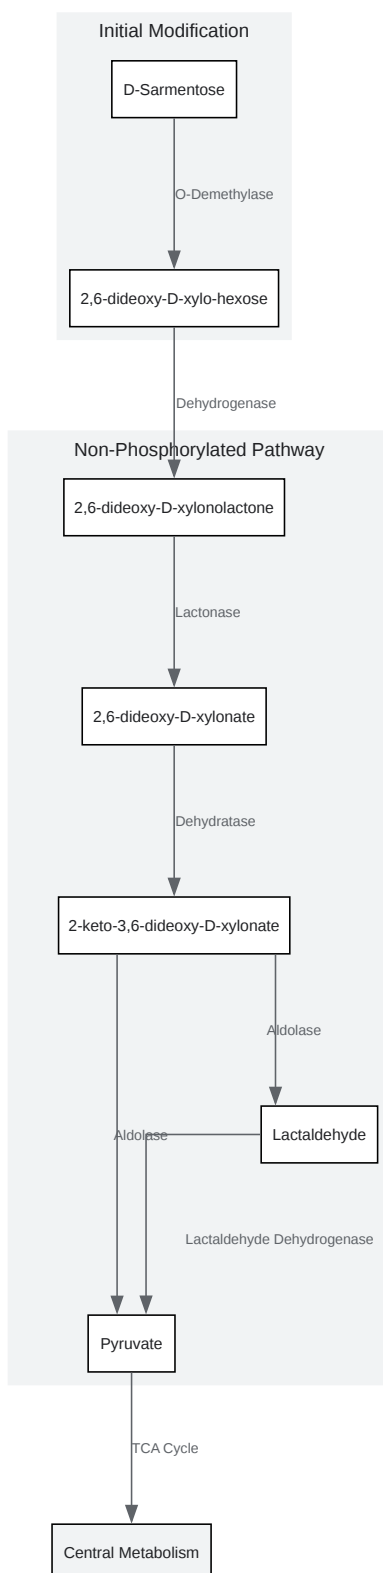 Initial Modification
D-Sarmentose
O-Demethylase
2,6-dideoxy-D-xylo-hexose
Dehydrogenase
Non-Phosphorylated Pathway
2,6-dideoxy-D-xylonolactone
Lactonase
2,6-dideoxy-D-xylonate
Dehydratase
2-keto-3,6-dideoxy-D-xylonate
Aldolase
Aldolase
Lactaldehyde
Lactaldehyde Dehydrogenase
Pyruvate
TCA Cycle
Central Metabolism